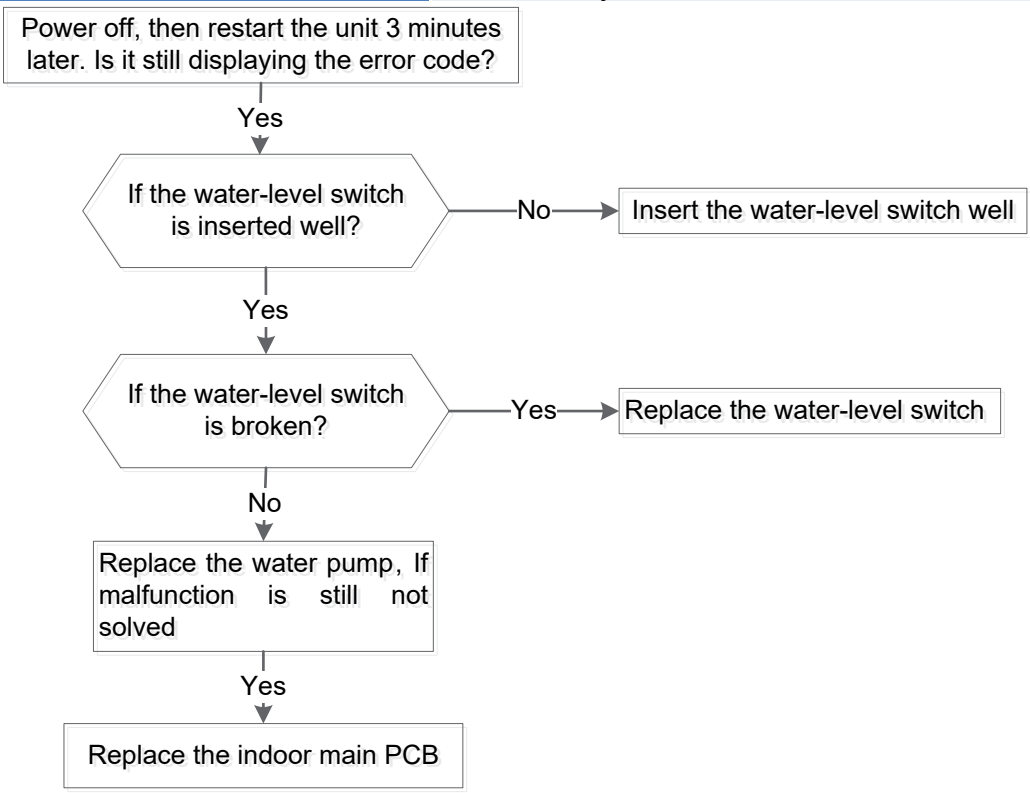 Power off, then restart the unit 3 minutes
later. Is it still displaying the error code?
Yes
If the water-level switch
is inserted well?
No
Insert the water-level switch well
Yes
If the water-level switch
is broken?
Yes
Replace the water-level switch
No
Replace the water pump, If
malfunction is still not
solved
Yes
Replace the indoor main PCB